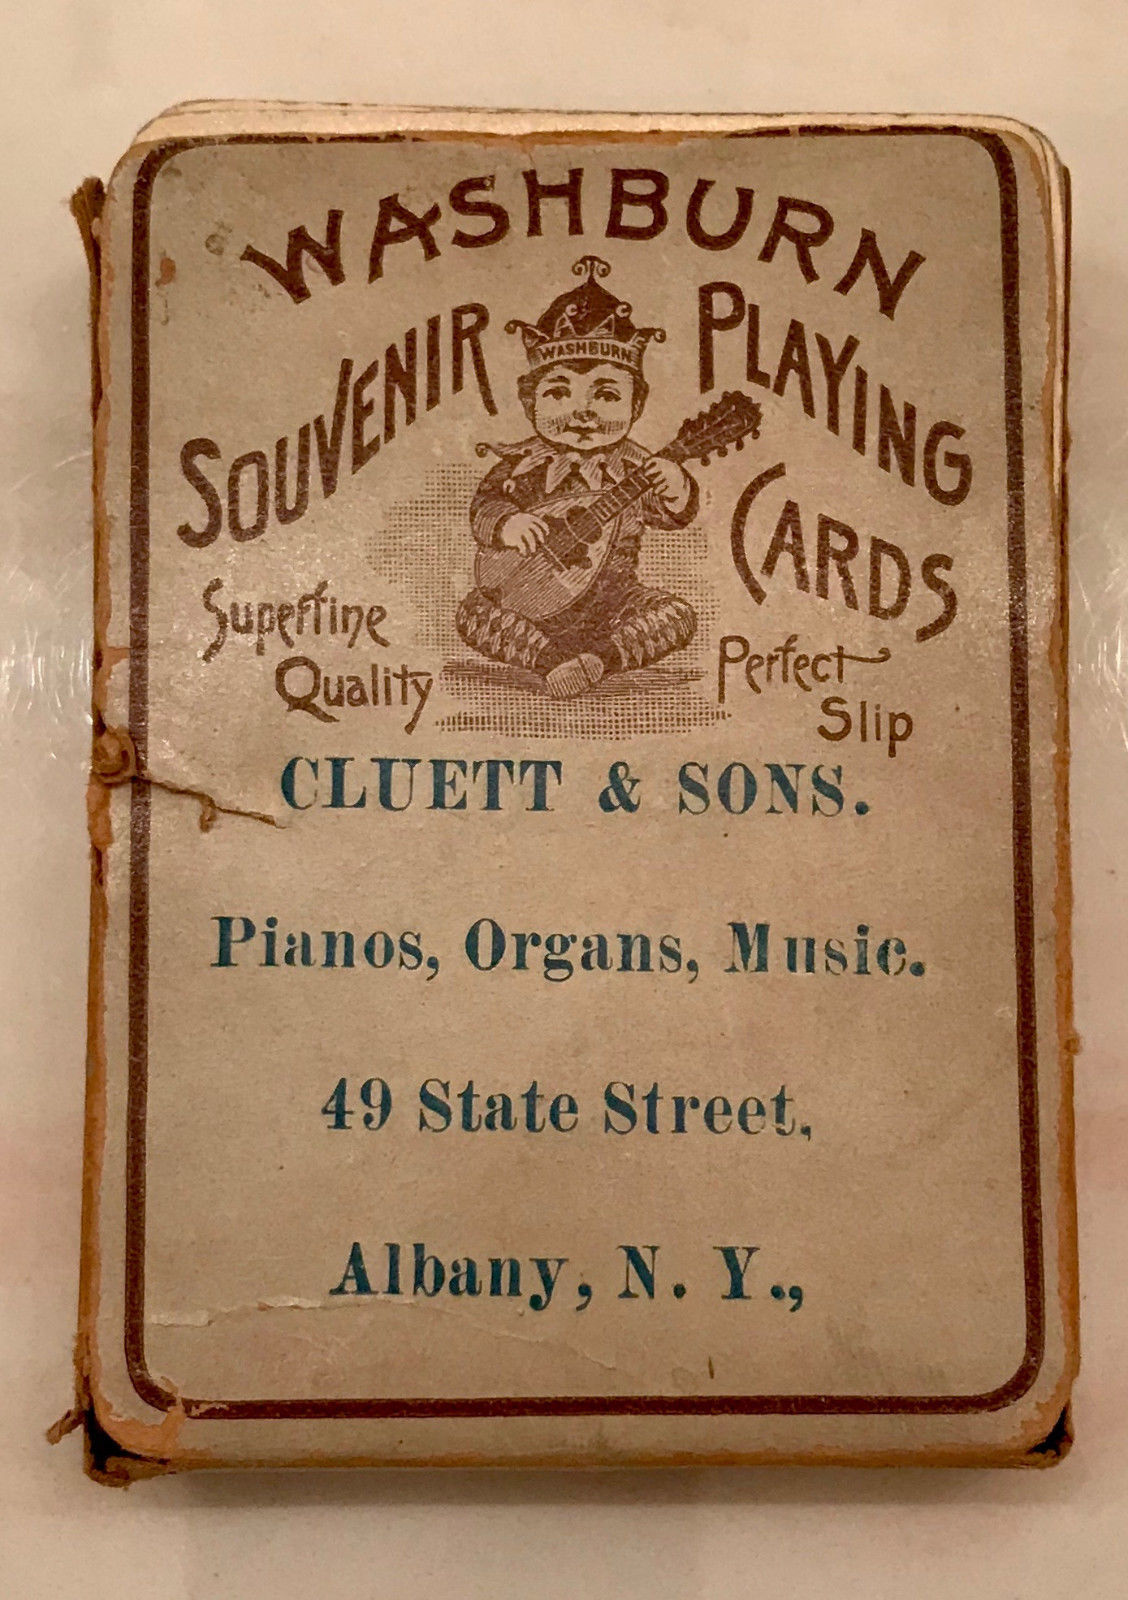 WASHBURN
SOUVENIR PLAYING CARDS
WASHBURN
Superfine Quality
Perfect Slip
CLUETT & SONS.
Pianos, Organs, Music.
49 State Street,
Albany, N. Y.,